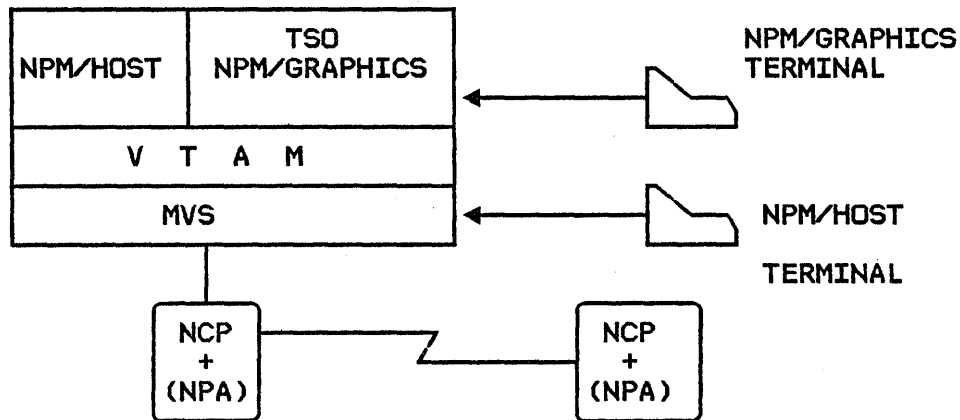 NPM/HOST
TSO
NPM/GRAPHICS
NPM/GRAPHICS
TERMINAL
V T A M
MVS
NPM/HOST
TERMINAL
NCP
+
(NPA)
NCP
+
(NPA)